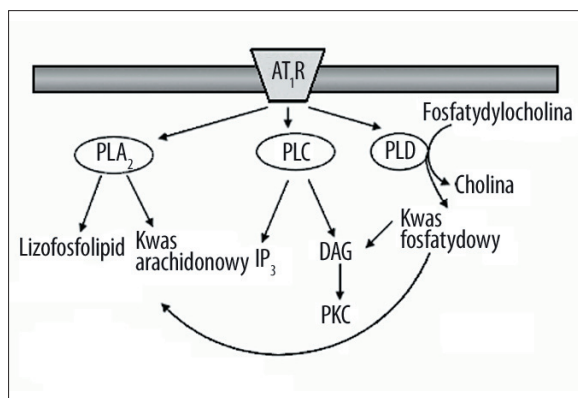 AT₁R
Fosfatydylocholina
PLA₂
PLC
PLD
Cholina
Lizofosfolipid
Kwas
arachidonowy
IP₃
DAG
Kwas
fosfatydowy
PKC